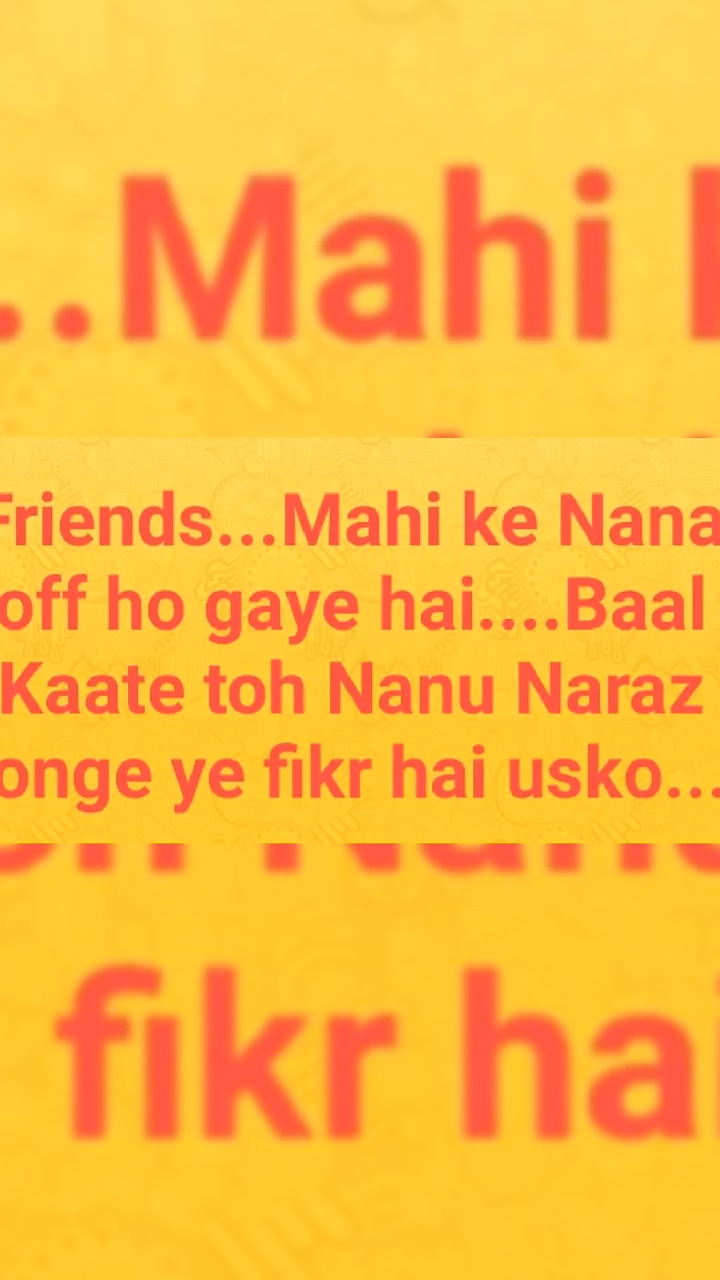 ..Mahi
Friends...Mahi ke Nana
off ho gaye hai....Baal
Kaate toh Nanu Naraz
onge ye fikr hai usko...
fikr hai